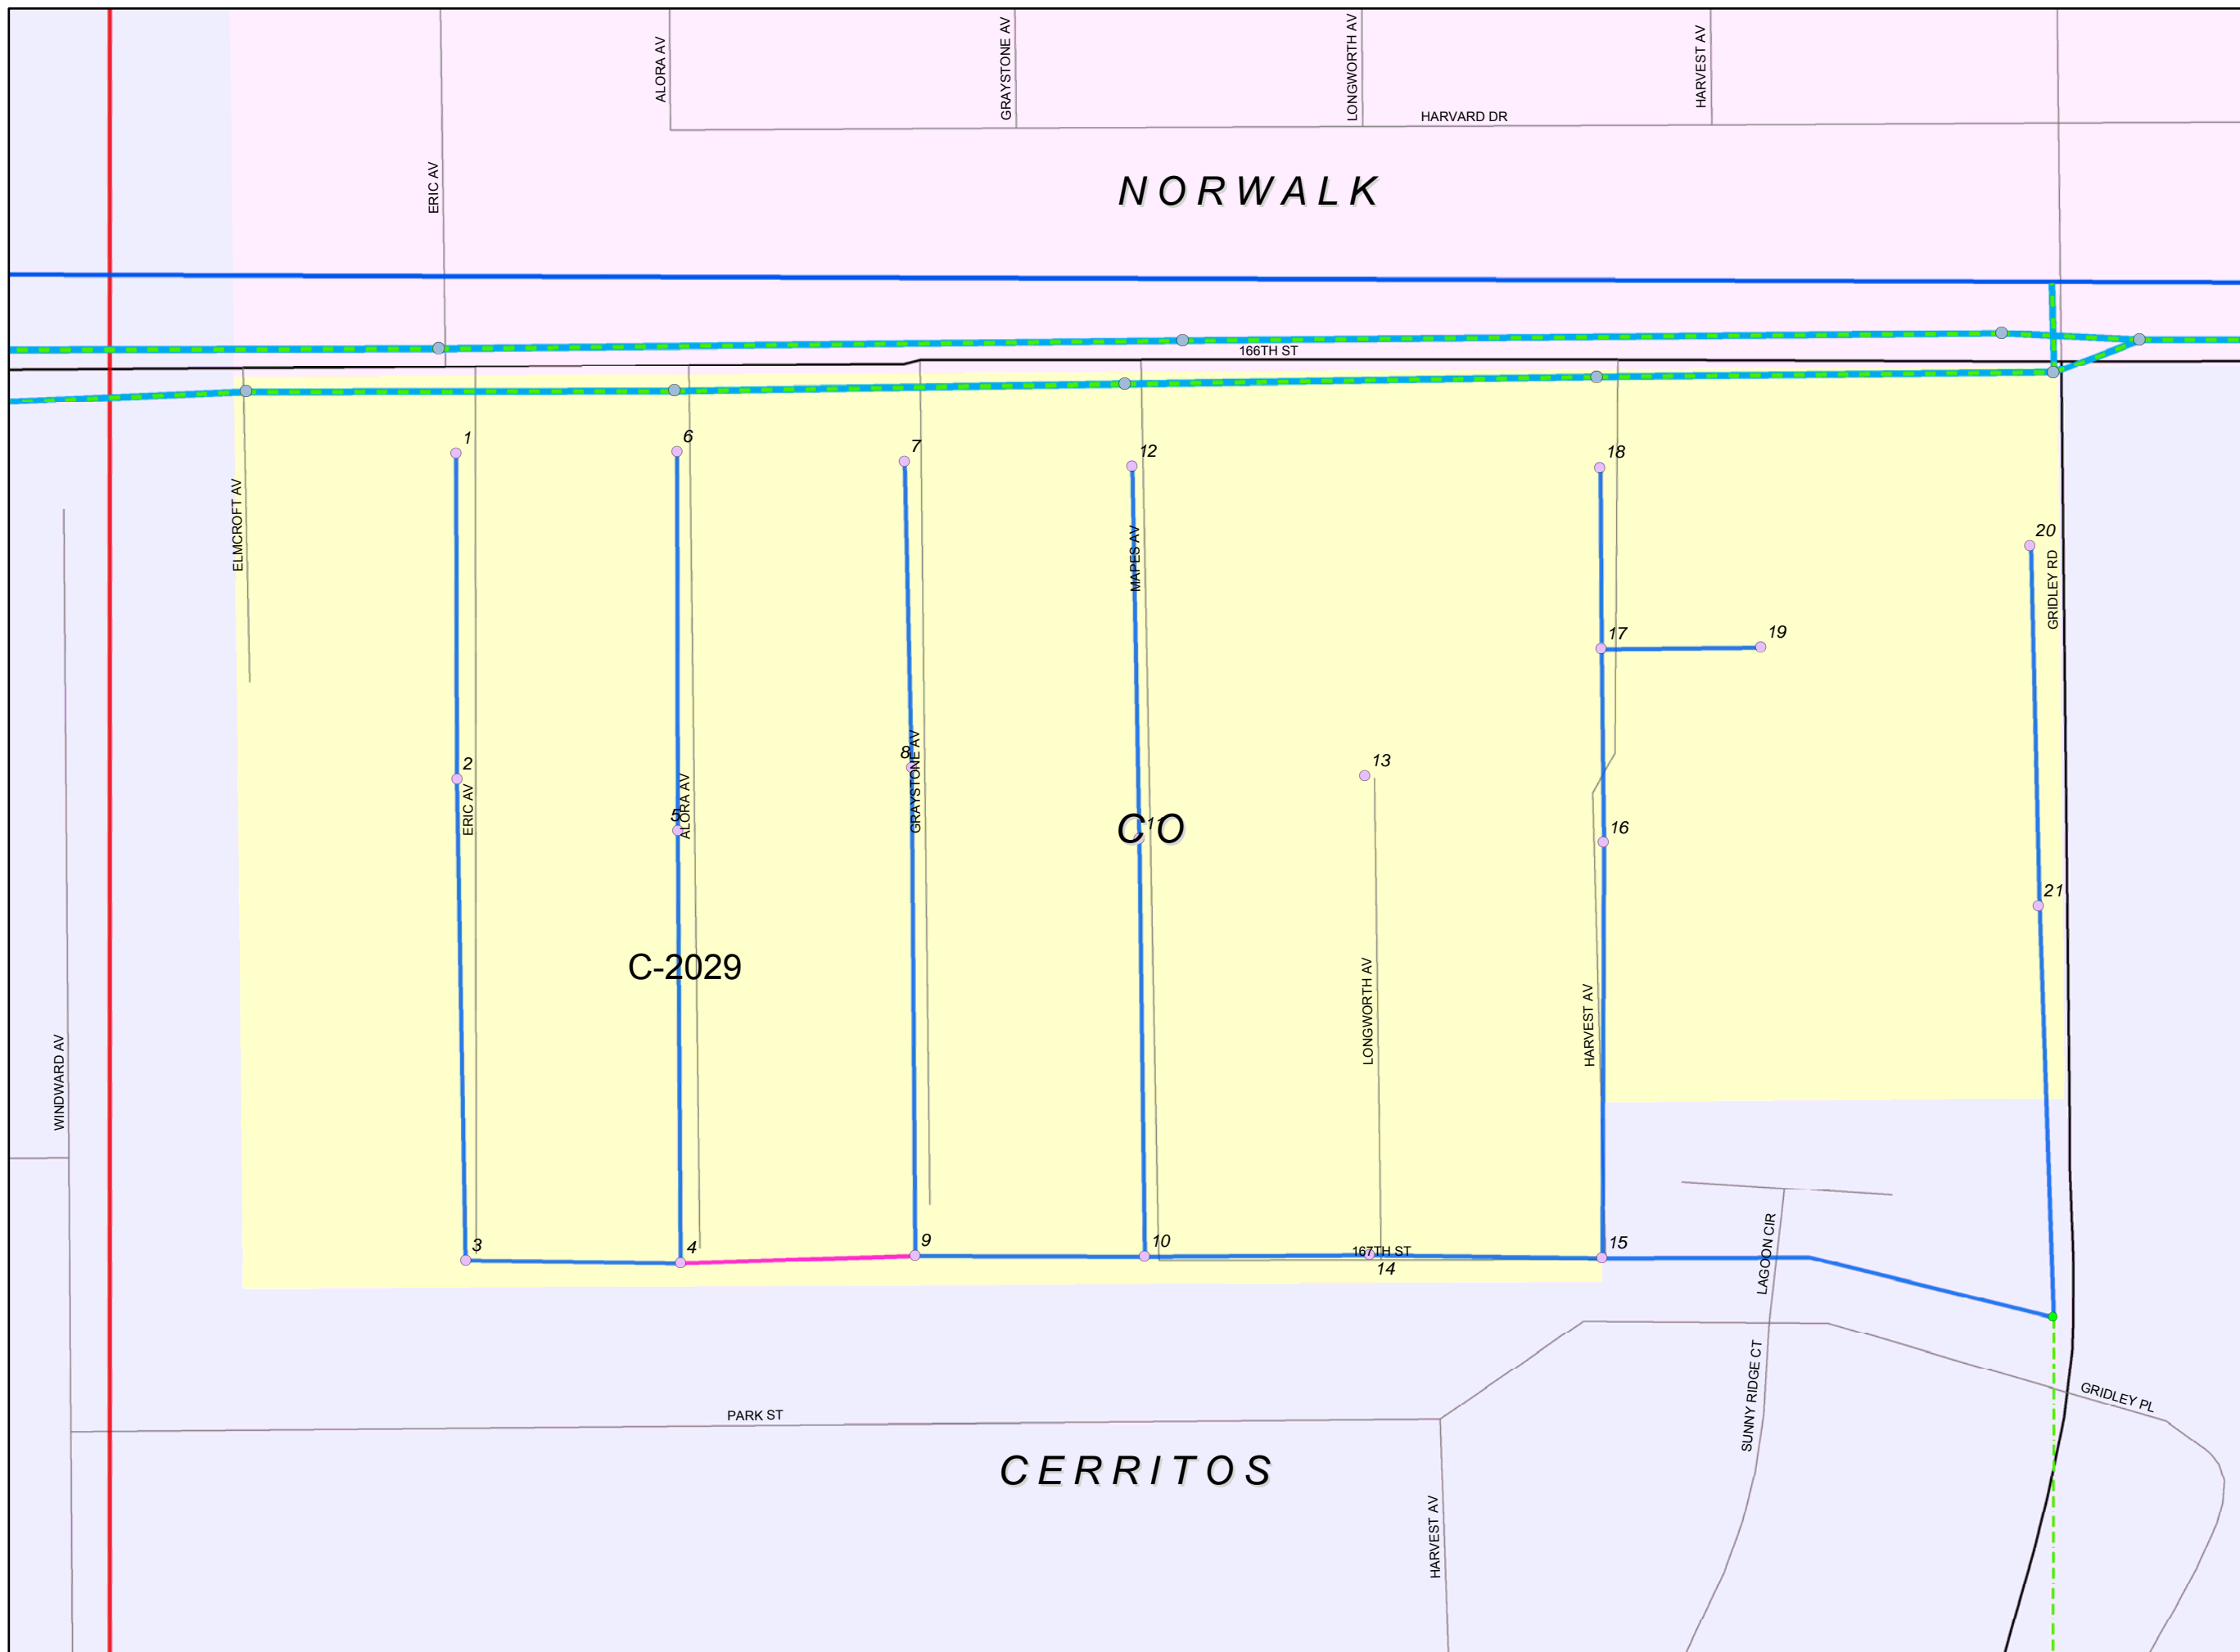 ALORA AV
GRAYSTONE AV
LONGWORTH AV
HARVEST AV
HARVARD DR
ERIC AV
NORWALK
166TH ST
1
6
7
12
18
ELMCROFT AV
MAPES AV
20
GRIDLEY RD
17
19
2
8
13
ERIC AV
5
ALORA AV
GRAYSTONE AV
11
CO
16
21
C-2029
LONGWORTH AV
HARVEST AV
WINDWARD AV
3
4
9
10
167TH ST
14
15
LAGOON CIR
SUNNY RIDGE CT
GRIDLEY PL
PARK ST
CERRITOS
HARVEST AV